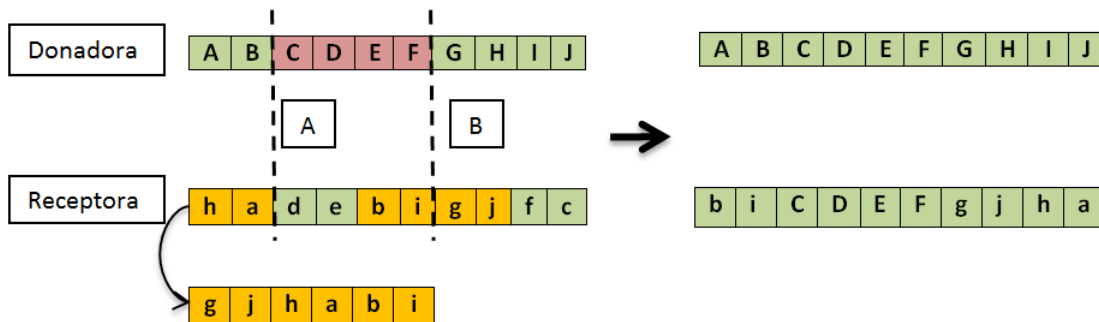 Donadora A B C D E F G H I J A B C D E F G H I J
A B
Receptora h a d e b i g j f c b i C D E F g j h a
g j h a b i